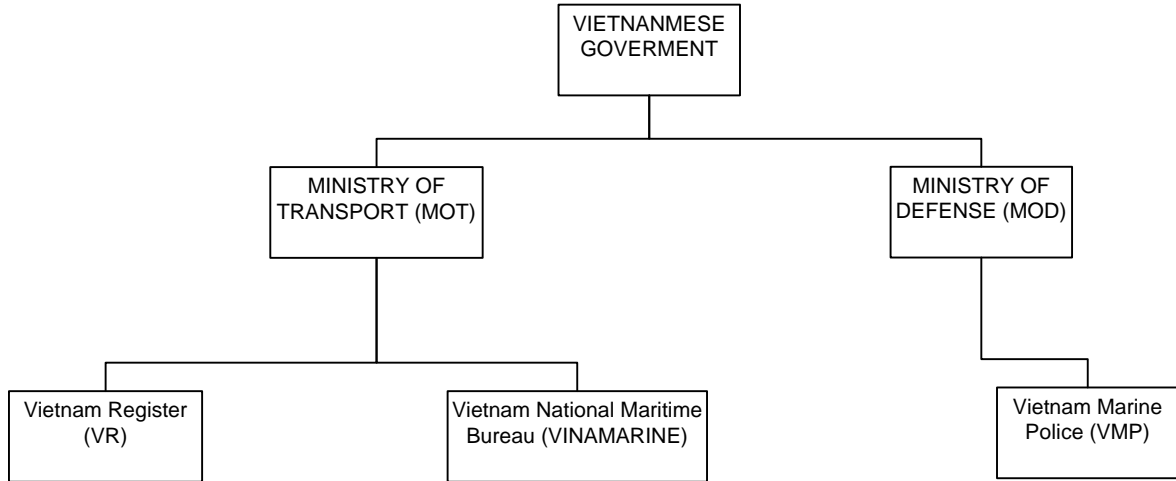 VIETNANMESE
GOVERMENT
MINISTRY OF
TRANSPORT (MOT)
MINISTRY OF
DEFENSE (MOD)
Vietnam Register
(VR)
Vietnam National Maritime
Bureau (VINAMARINE)
Vietnam Marine
Police (VMP)